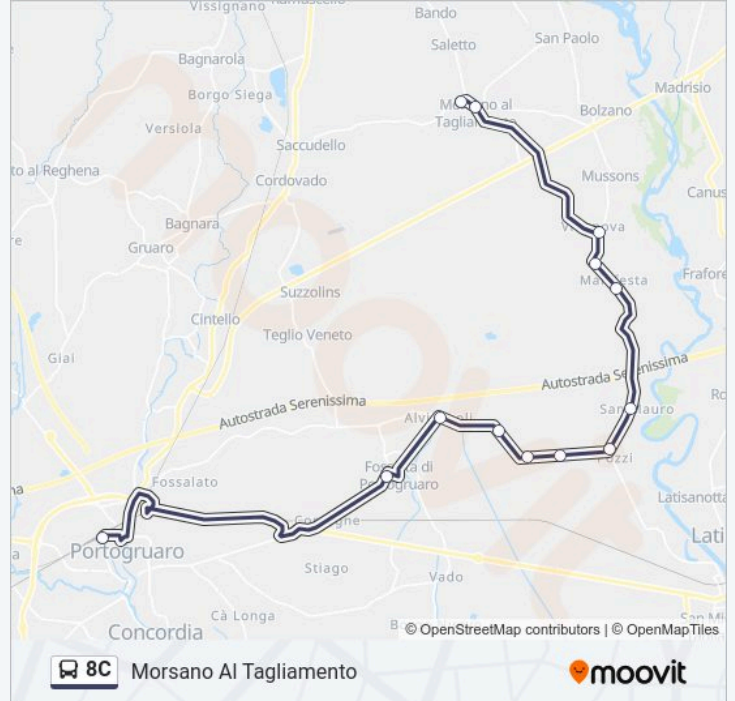 Vissignano
Bando
Saletto
San Paolo
Bagnarola
Madrisio
Borgo Siega
Bolzano
Versiola
Saccudello
to al Reghena
Cordovado
Mussons
Canus
Bagnara
Gruaro
Suzzolins
Frafore
Cintello
Teglio Veneto
Giai
Autostrada Serenissima
Autostrada Serenissima
Fossalato
Fossalta di
Portogruaro
Latisanotta
Lati
Portogruaro
Stiago
Vado
Cà Longa
San Mi
Concordia
© OpenStreetMap contributors | © OpenMapTiles
8C Morsano Al Tagliamento
moovit